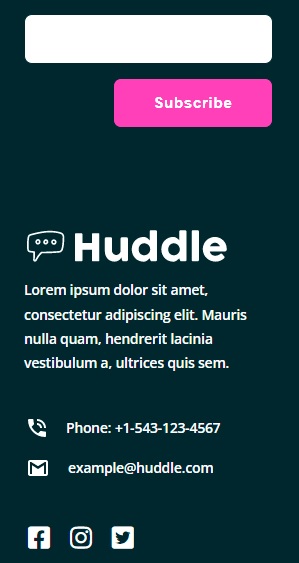 Subscribe
Huddle
Lorem ipsum dolor sit amet,
consectetur adipiscing elit. Mauris
nulla quam, hendrerit lacinia
vestibulum a, ultrices quis sem.
Phone: +1-543-123-4567
example@huddle.com